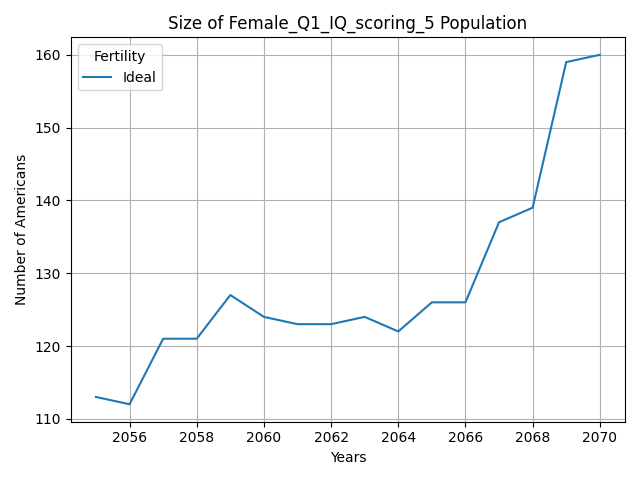 Size of Female_Q1_IQ_scoring_5 Population
Fertility
Ideal
Number of Americans
160
150
140
130
120
110
2056 2058 2060 2062 2064 2066 2068 2070
Years